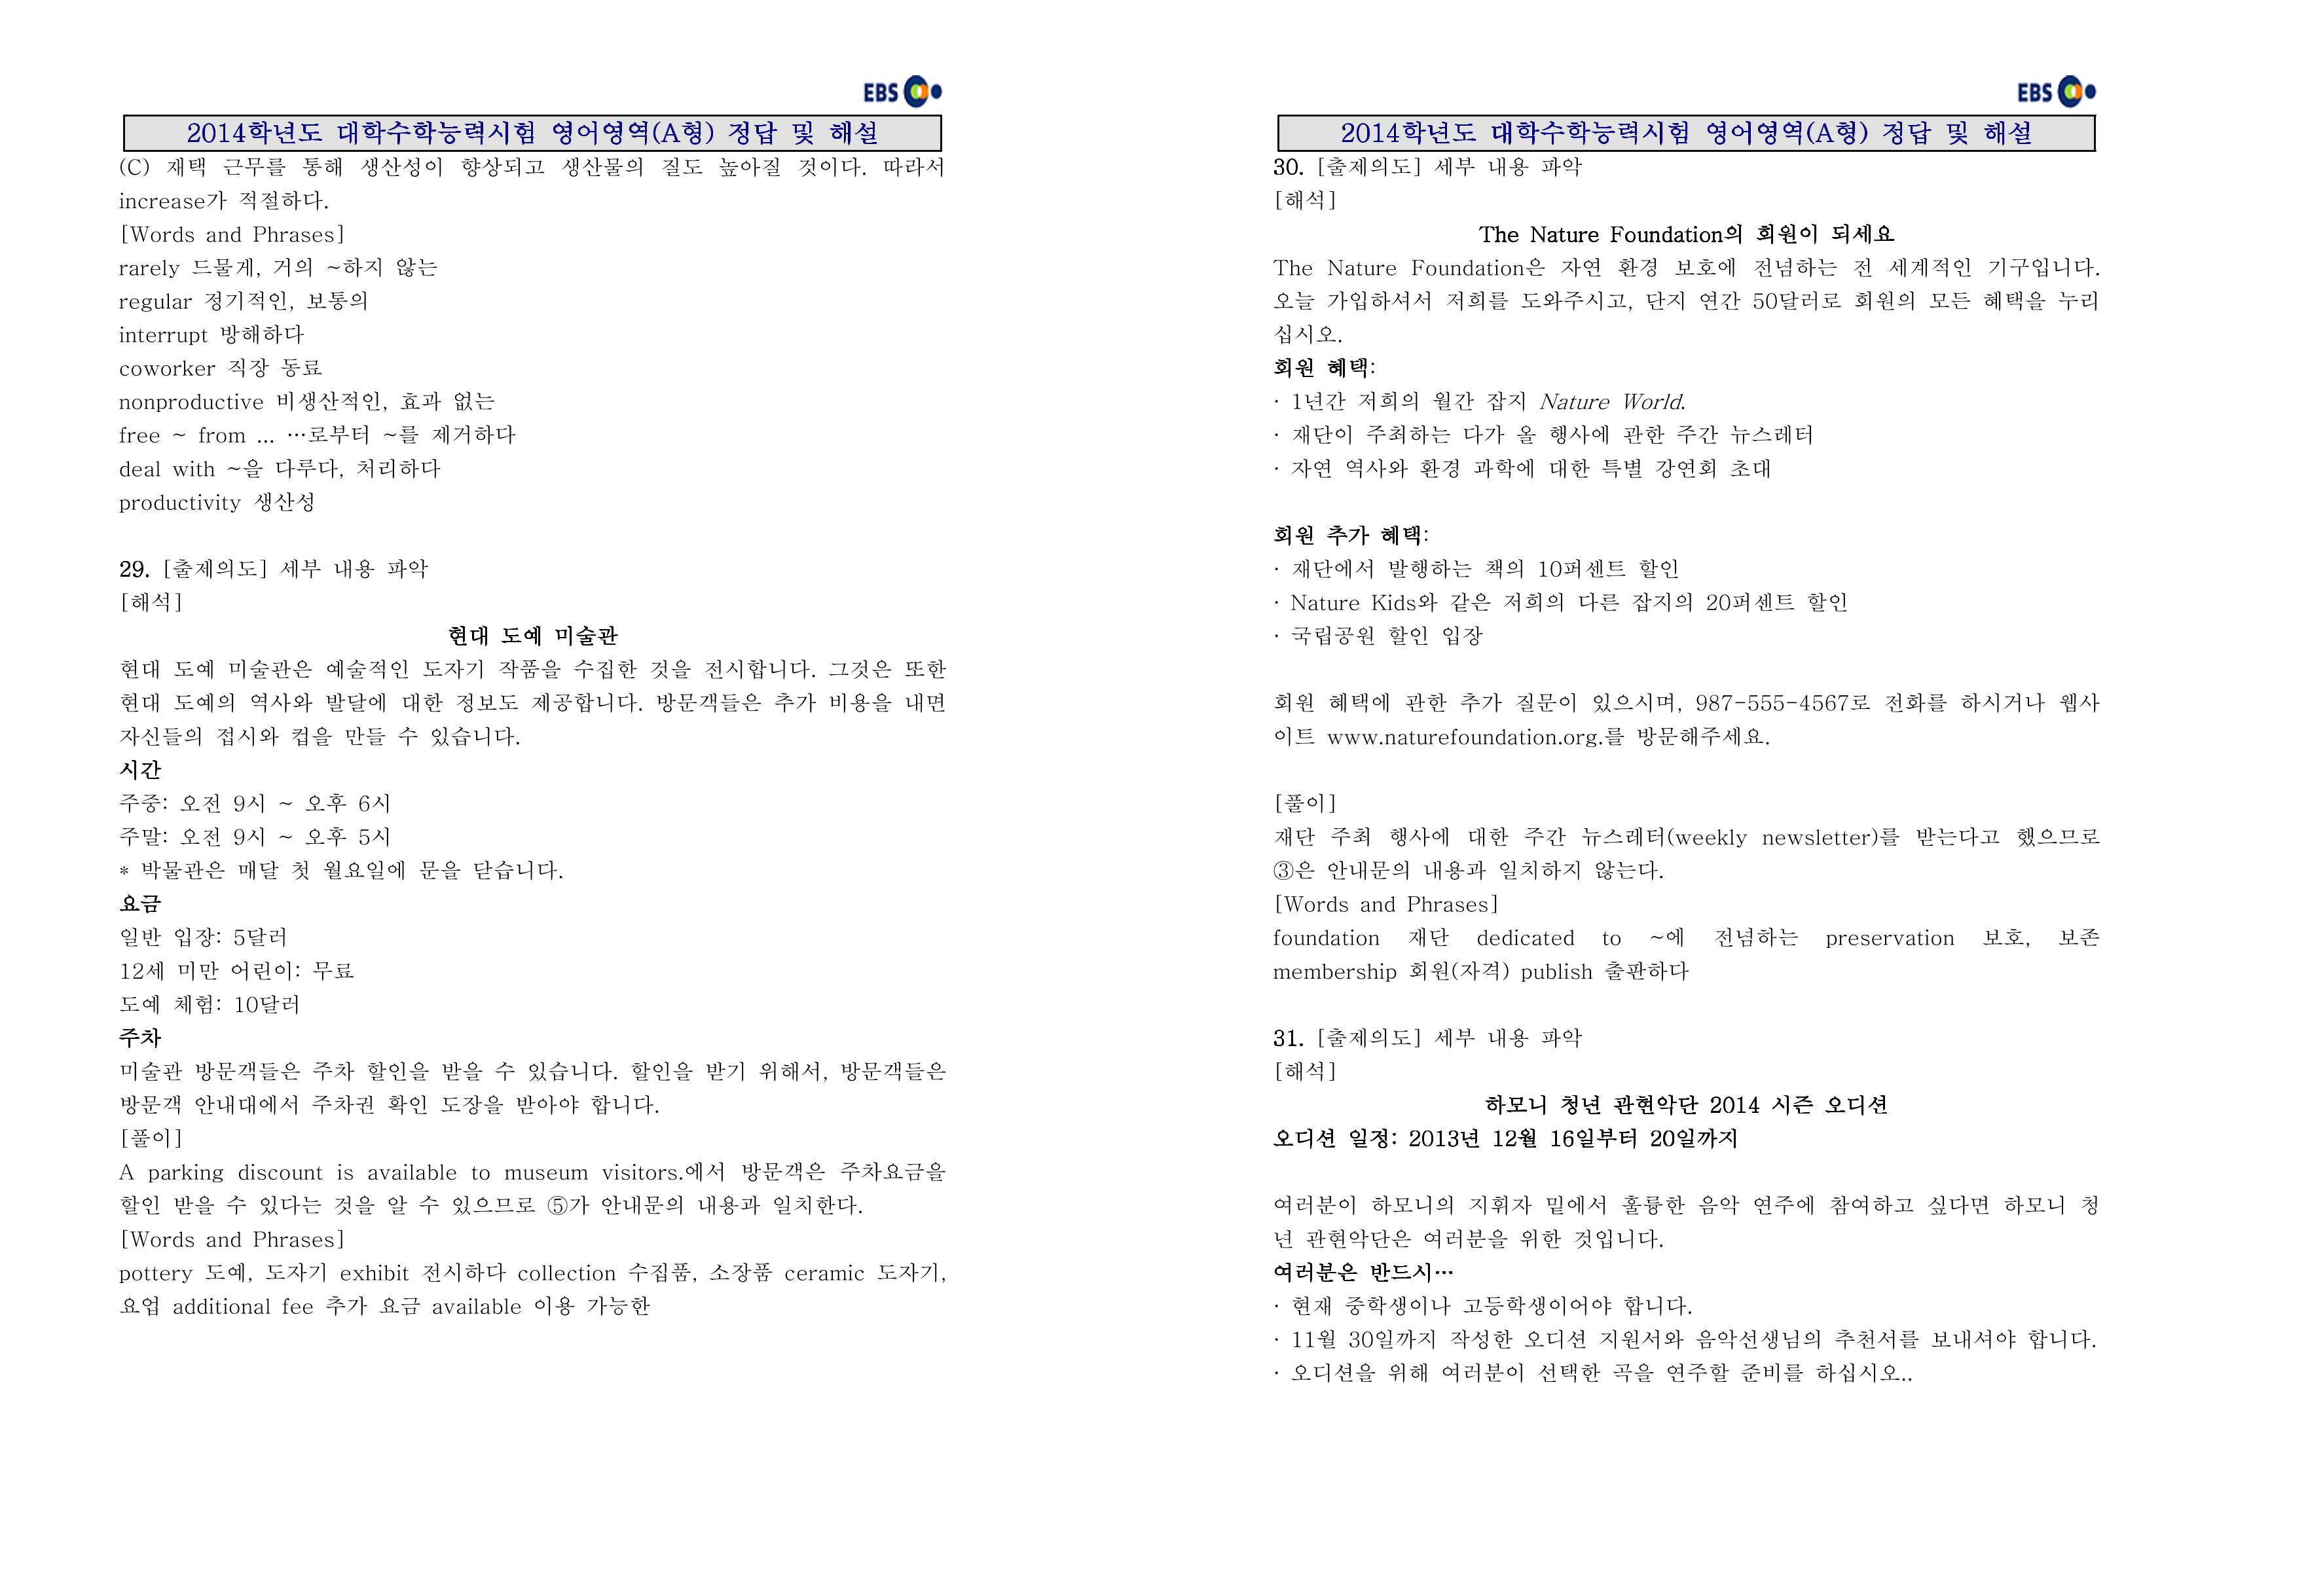 EBS
2014학년도 대학수학능력시험 영어영역(A형) 정답 및 해설
(C) 재택 근무를 통해 생산성이 향상되고 생산물의 질도 높아질 것이다. 따라서
increase가 적절하다.
[Words and Phrases]
rarely 드물게, 거의 ~하지 않는
regular 정기적인, 보통의
interrupt 방해하다
coworker 직장 동료
nonproductive 비생산적인, 효과 없는
free ~ from ... …로부터 ~를 제거하다
deal with ~을 다루다, 처리하다
productivity 생산성
29. [출제의도] 세부 내용 파악
[해석]
현대 도예 미술관
현대 도예 미술관은 예술적인 도자기 작품을 수집한 것을 전시합니다. 그것은 또한
현대 도예의 역사와 발달에 대한 정보도 제공합니다. 방문객들은 추가 비용을 내면
자신들의 접시와 컵을 만들 수 있습니다.
시간
주중: 오전 9시 ~ 오후 6시
주말: 오전 9시 ~ 오후 5시
* 박물관은 매달 첫 월요일에 문을 닫습니다.
요금
일반 입장: 5달러
12세 미만 어린이: 무료
도예 체험: 10달러
주차
미술관 방문객들은 주차 할인을 받을 수 있습니다. 할인을 받기 위해서, 방문객들은
방문객 안내대에서 주차권 확인 도장을 받아야 합니다.
[풀이]
A parking discount is available to museum visitors.에서 방문객은 주차요금을
할인 받을 수 있다는 것을 알 수 있으므로 ⑤가 안내문의 내용과 일치한다.
[Words and Phrases]
pottery 도예, 도자기 exhibit 전시하다 collection 수집품, 소장품 ceramic 도자기,
요업 additional fee 추가 요금 available 이용 가능한
EBS
2014학년도 대학수학능력시험 영어영역(A형) 정답 및 해설
30. [출제의도] 세부 내용 파악
[해석]
The Nature Foundation의 회원이 되세요
The Nature Foundation은 자연 환경 보호에 전념하는 전 세계적인 기구입니다.
오늘 가입하셔서 저희를 도와주시고, 단지 연간 50달러로 회원의 모든 혜택을 누리
십시오.
회원 혜택:
· 1년간 저희의 월간 잡지 Nature World.
· 재단이 주최하는 다가 올 행사에 관한 주간 뉴스레터
· 자연 역사와 환경 과학에 대한 특별 강연회 초대
회원 추가 혜택:
· 재단에서 발행하는 책의 10퍼센트 할인
· Nature Kids와 같은 저희의 다른 잡지의 20퍼센트 할인
· 국립공원 할인 입장
회원 혜택에 관한 추가 질문이 있으시며, 987-555-4567로 전화를 하시거나 웹사
이트 www.naturefoundation.org.를 방문해주세요.
[풀이]
재단 주최 행사에 대한 주간 뉴스레터(weekly newsletter)를 받는다고 했으므로
③은 안내문의 내용과 일치하지 않는다.
[Words and Phrases]
foundation 재단 dedicated to ~에 전념하는 preservation 보호, 보존
membership 회원(자격) publish 출판하다
31. [출제의도] 세부 내용 파악
[해석]
하모니 청년 관현악단 2014 시즌 오디션
오디션 일정: 2013년 12월 16일부터 20일까지
여러분이 하모니의 지휘자 밑에서 훌륭한 음악 연주에 참여하고 싶다면 하모니 청
년 관현악단은 여러분을 위한 것입니다.
여러분은 반드시…
· 현재 중학생이나 고등학생이어야 합니다.
· 11월 30일까지 작성한 오디션 지원서와 음악선생님의 추천서를 보내셔야 합니다.
· 오디션을 위해 여러분이 선택한 곡을 연주할 준비를 하십시오..